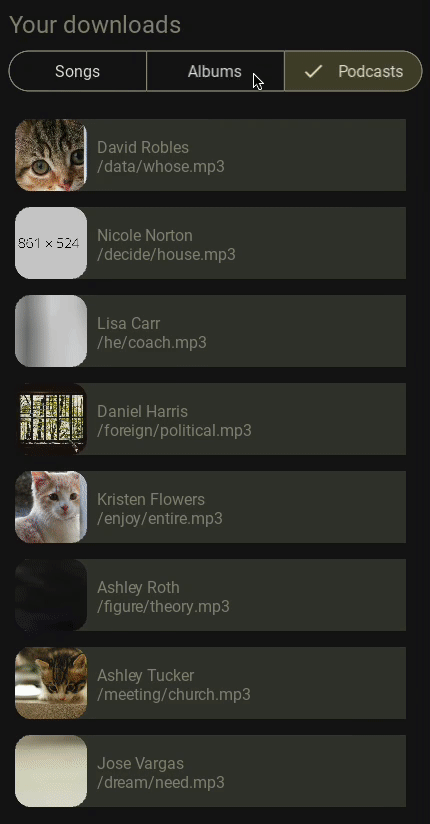 Your downloads
Songs
Albums
Podcasts
David Robles
/data/whose.mp3
861 × 524
Nicole Norton
/decide/house.mp3
Lisa Carr
/he/coach.mp3
Daniel Harris
/foreign/political.mp3
Kristen Flowers
/enjoy/entire.mp3
Ashley Roth
/figure/theory.mp3
Ashley Tucker
/meeting/church.mp3
Jose Vargas
/dream/need.mp3